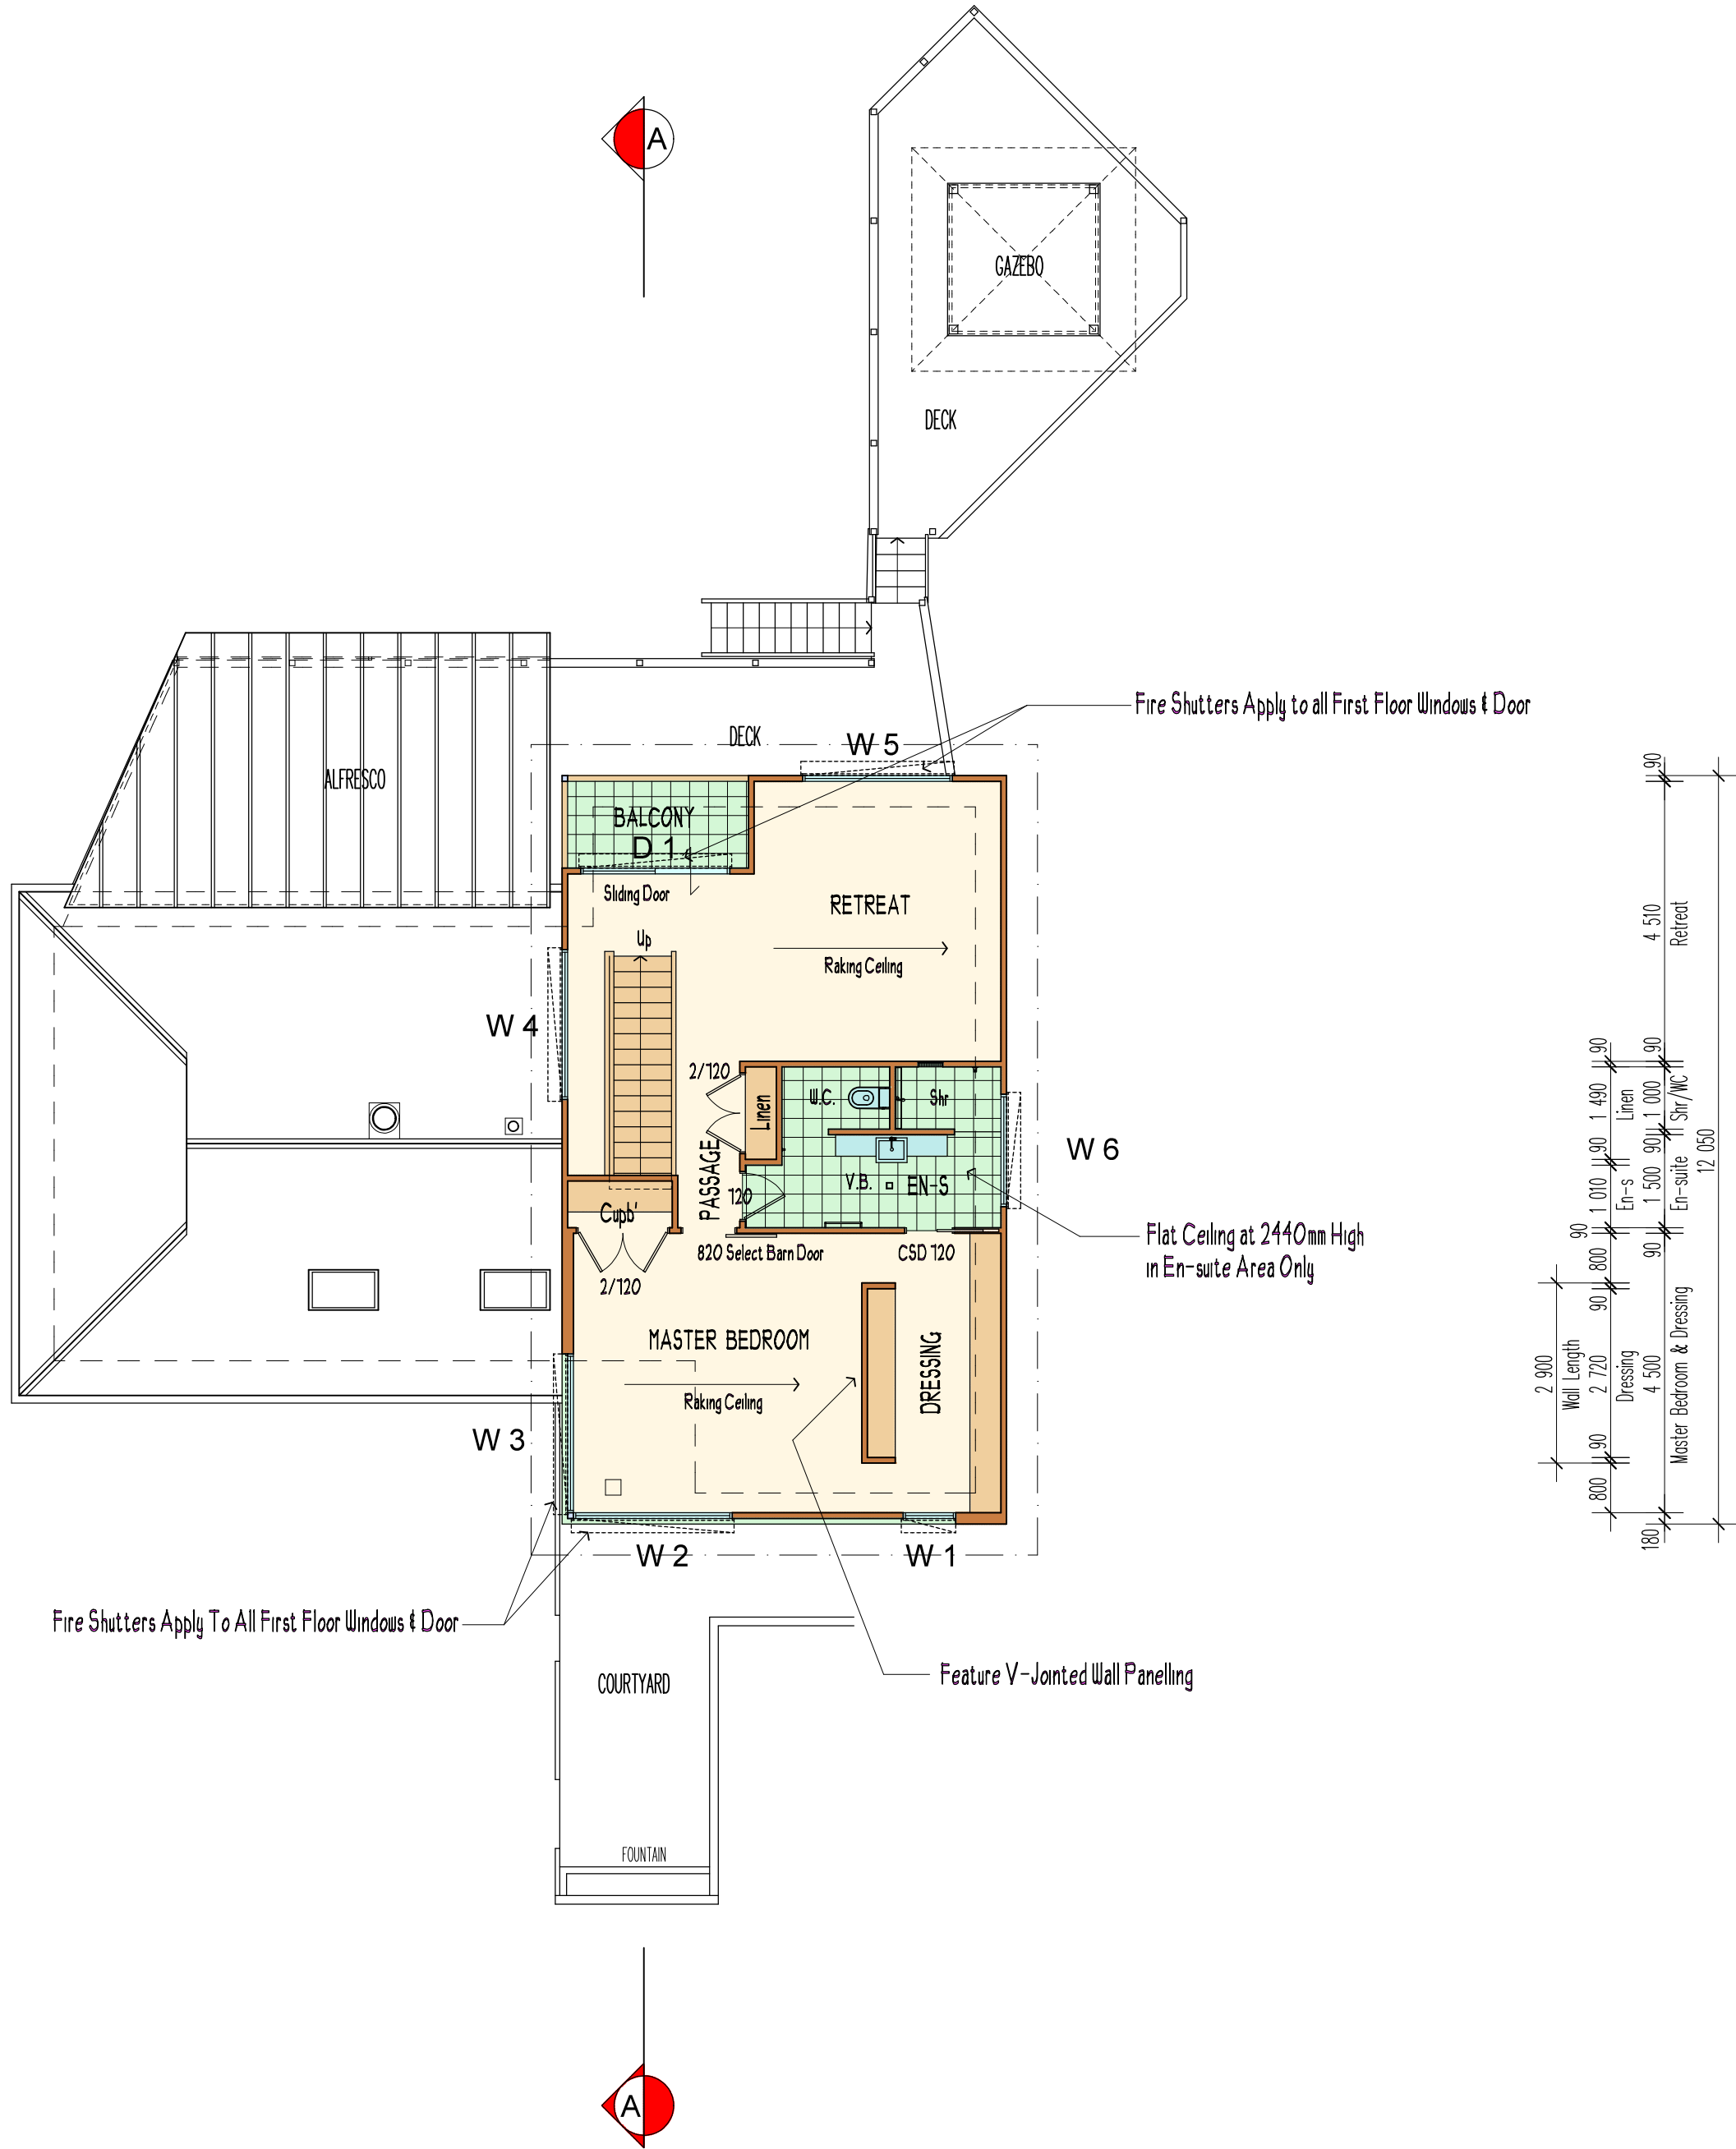 A
GAZEBO
DECK
Fire Shutters Apply to all First Floor Windows & Door
DECK
W 5
ALFRESCO
BALCONY
D 1
Sliding Door
RETREAT
Up
Raking Ceiling
W 4
2/720
Linen
W.C.
Shr
PASSAGE
W 6
720
V.B.
EN-S
Cupb'
820 Select Barn Door
CSD 720
Flat Ceiling at 2440mm High
in En-suite Area Only
2/720
MASTER BEDROOM
DRESSING
Raking Ceiling
W 3
W 2
W 1
Fire Shutters Apply To All First Floor Windows & Door
COURTYARD
Feature V-Jointed Wall Panelling
FOUNTAIN
A
2 900
Wall Length
800
90
2 720
90
800
90
1 010
90
1 490
90
Dressing
En-s
Linen
180
4 500
90
1 500
90
1 000
90
4 510
90
Master Bedroom & Dressing
En-suite
Shr/WC
Retreat
12 050